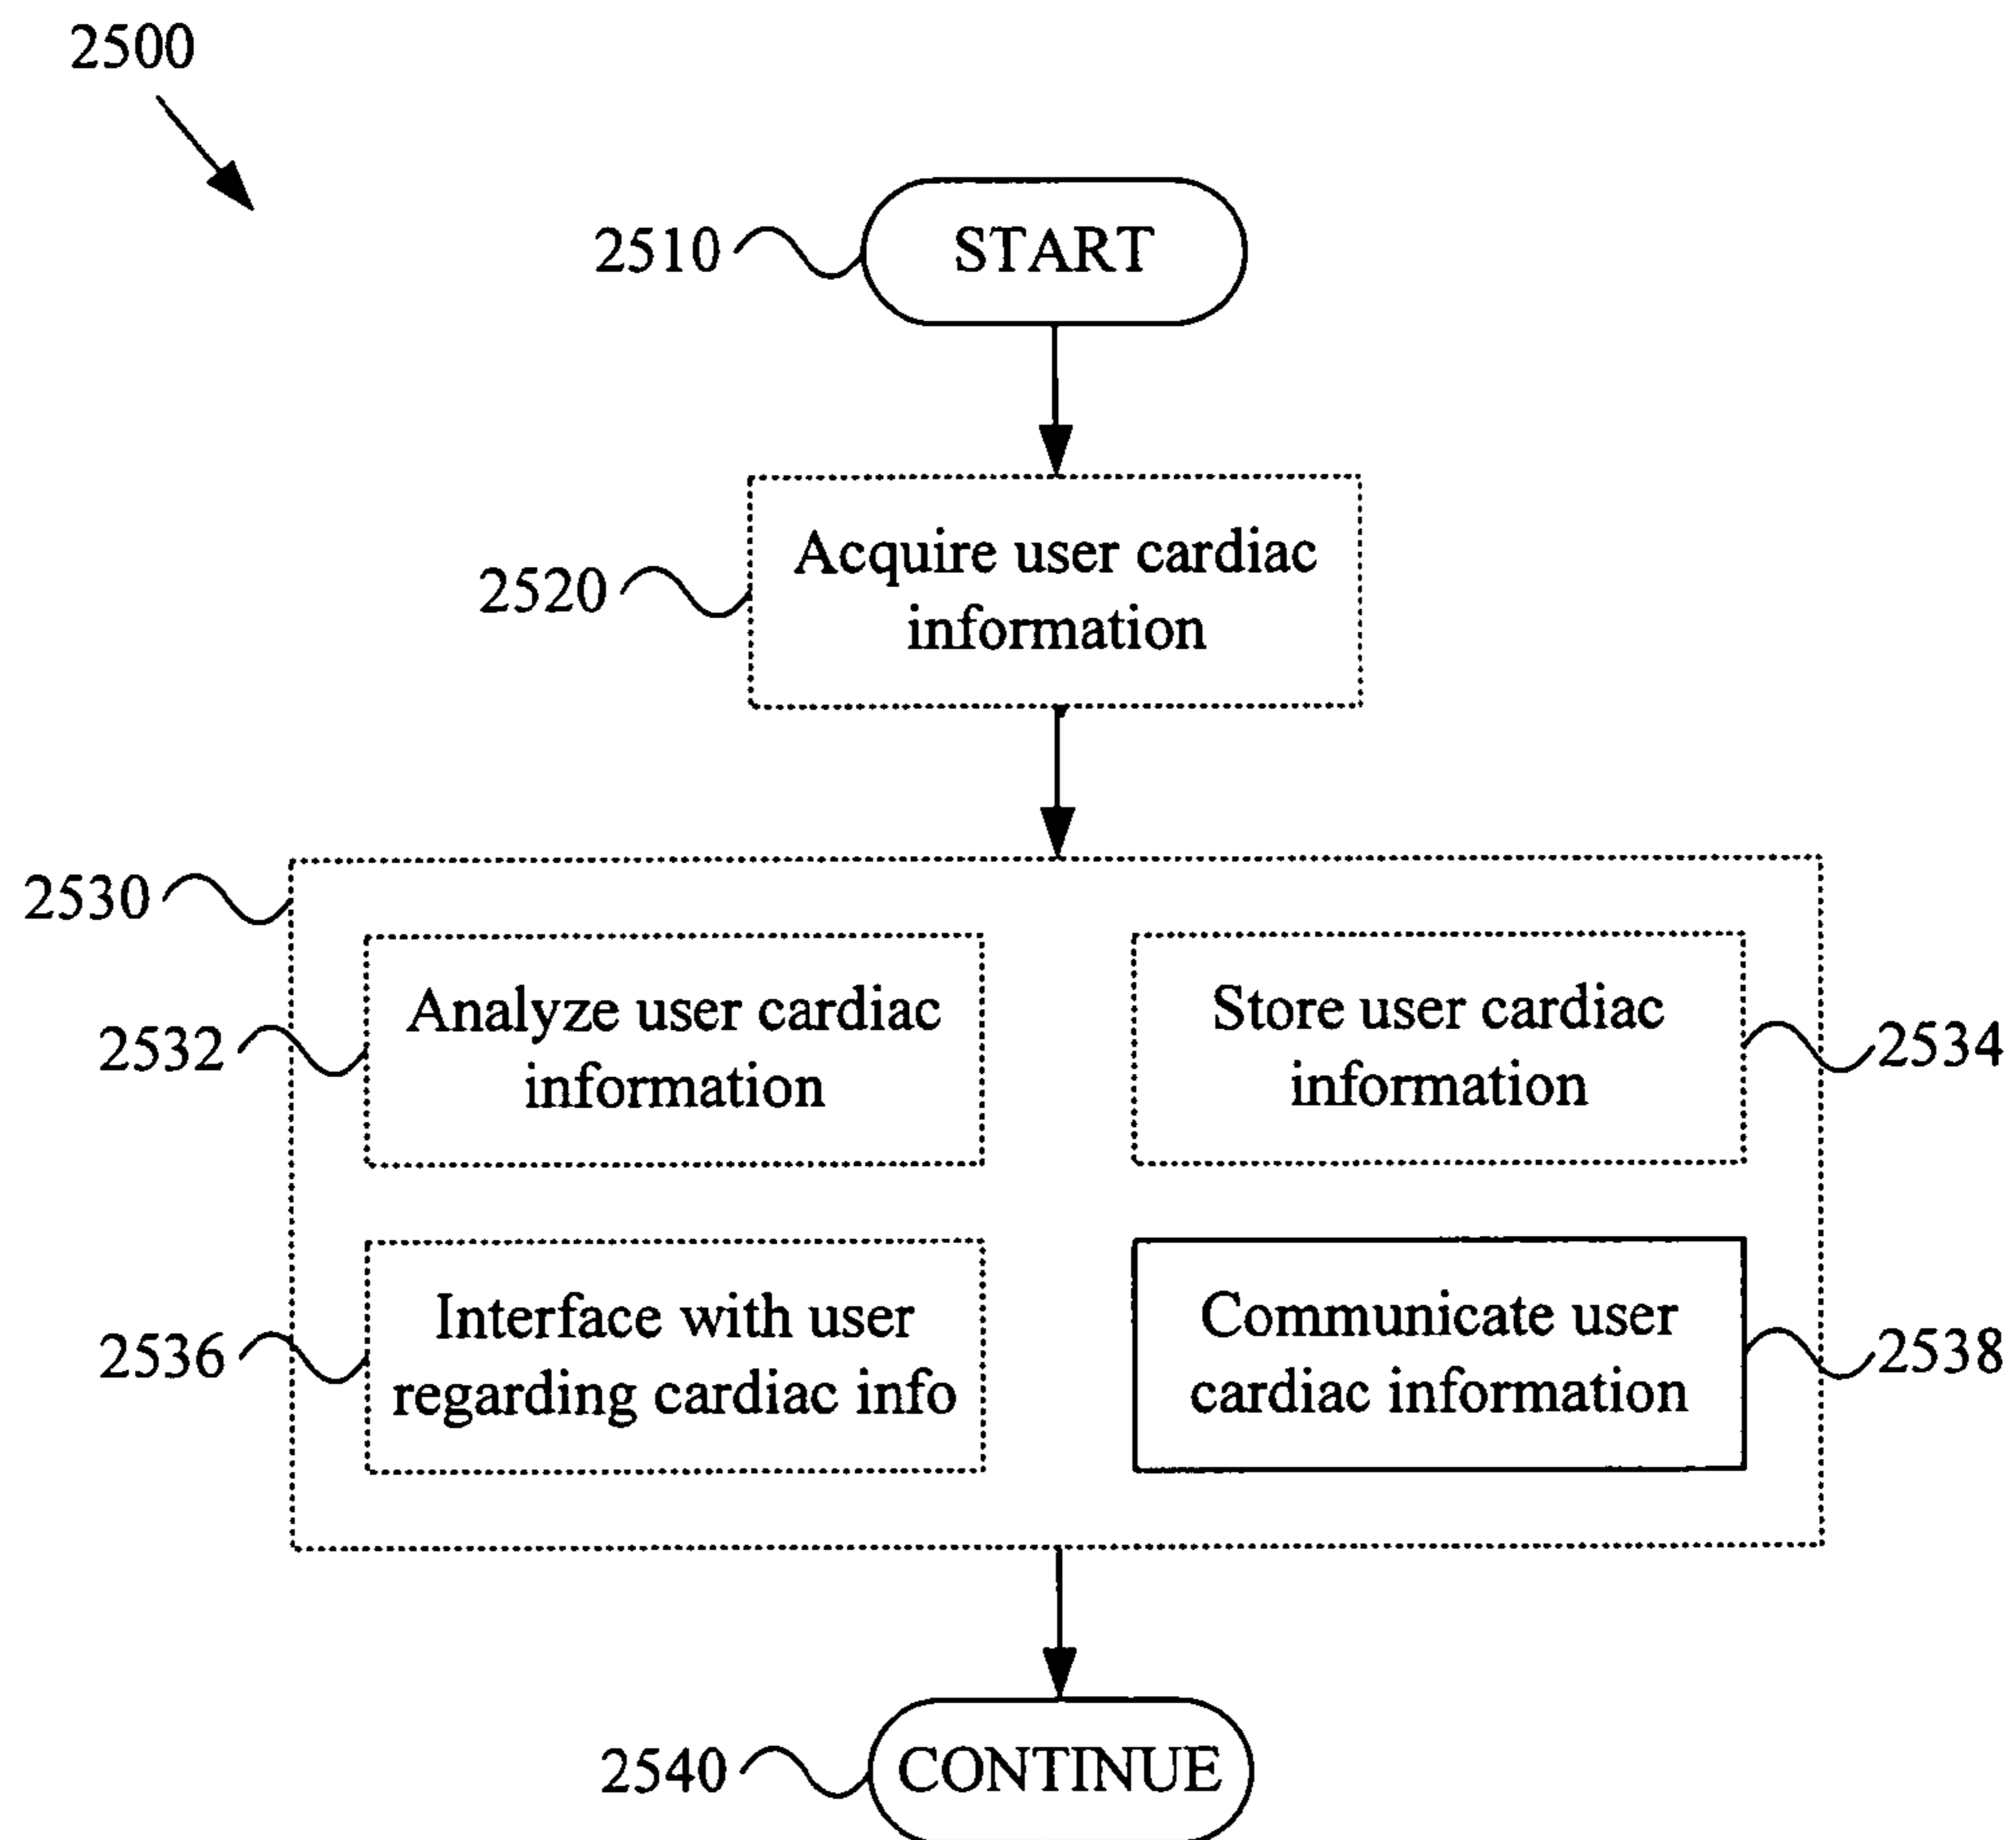 2500
2510
START
2520
Acquire user cardiac
information
2530
2532
Analyze user cardiac
information
Store user cardiac
information
2534
2536
Interface with user
regarding cardiac info
Communicate user
cardiac information
2538
2540
CONTINUE